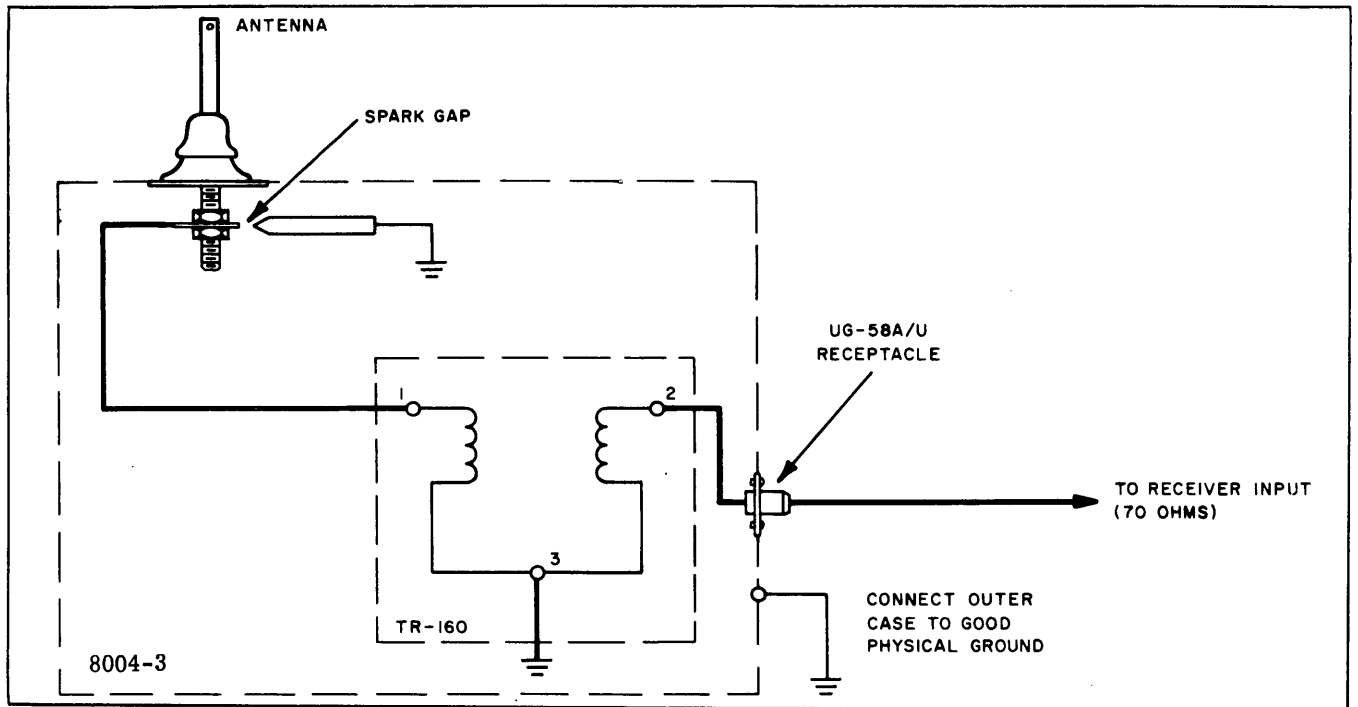 ANTENNA
SPARK GAP
UG-58A/U
RECEPTACLE
1
2
TO RECEIVER INPUT
(70 OHMS)
3
CONNECT OUTER
CASE TO GOOD
PHYSICAL GROUND
TR-160
8004-3